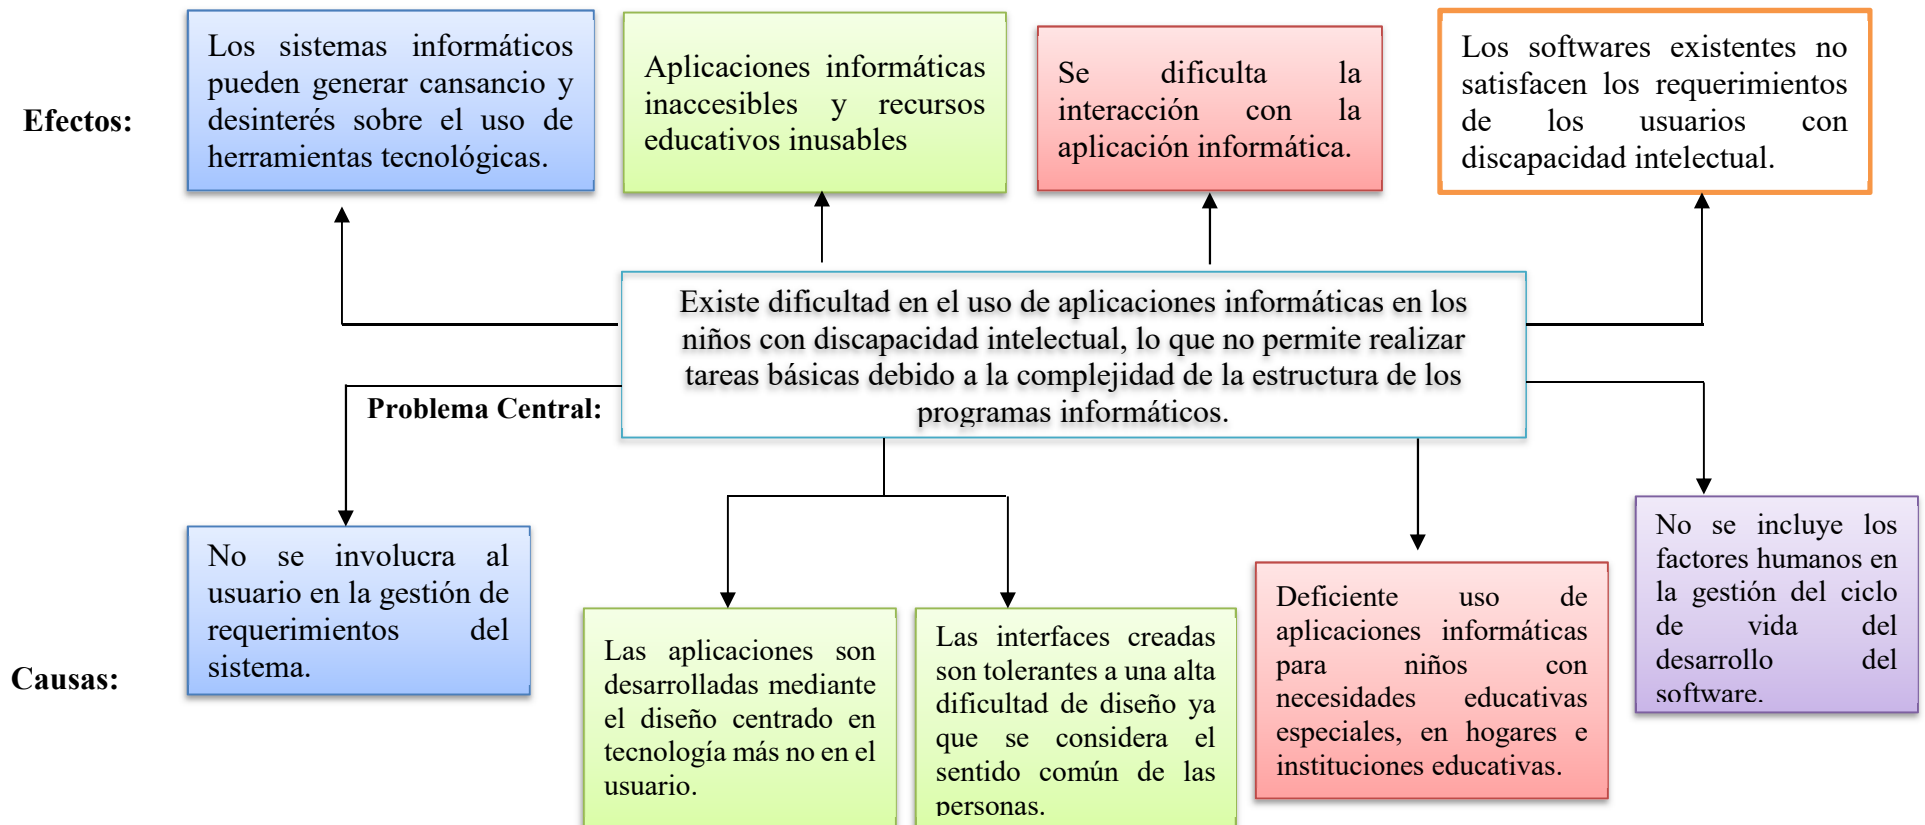 Efectos:
Los sistemas informáticos
pueden generar cansancio y
desinterés sobre el uso de
herramientas tecnológicas.
Aplicaciones informáticas
inaccesibles y recursos
educativos inusables
Se dificulta la
interacción con la
aplicación informática.
Los softwares existentes no
satisfacen los requerimientos
de los usuarios con
discapacidad intelectual.
Problema Central:
Existe dificultad en el uso de aplicaciones informáticas en los
niños con discapacidad intelectual, lo que no permite realizar
tareas básicas debido a la complejidad de la estructura de los
programas informáticos.
Causas:
No se involucra al
usuario en la gestión de
requerimientos del
sistema.
Las aplicaciones son
desarrolladas mediante
el diseño centrado en
tecnología más no en el
usuario.
Las interfaces creadas
son tolerantes a una alta
dificultad de diseño ya
que se considera el
sentido común de las
personas.
Deficiente uso de
aplicaciones informáticas
para niños con
necesidades educativas
especiales, en hogares e
instituciones educativas.
No se incluye los
factores humanos en
la gestión del ciclo
de vida del
desarrollo del
software.